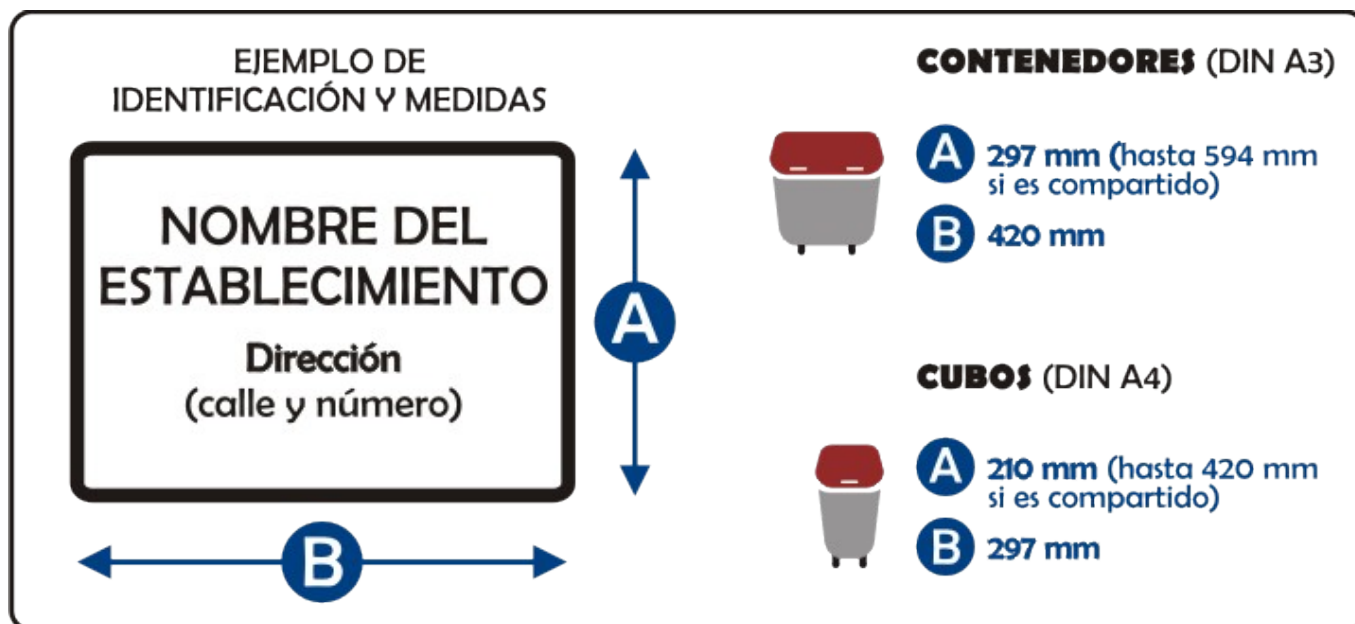 EJEMPLO DE
IDENTIFICACIÓN Y MEDIDAS
NOMBRE DEL
ESTABLECIMIENTO
Dirección
(calle y número)
A
B
CONTENEDORES (DIN A3)
A 297 mm (hasta 594 mm
si es compartido)
B 420 mm
CUBOS (DIN A4)
A 210 mm (hasta 420 mm
si es compartido)
B 297 mm